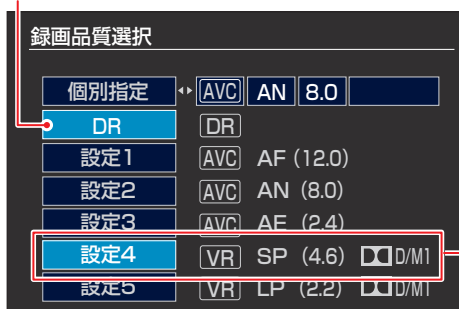 録画品質選択
個別指定 AVC AN 8.0
DR DR
設定1 AVC AF (12.0)
設定2 AVC AN (8.0)
設定3 AVC AE (2.4)
設定4 VR SP (4.6) D/M1
設定5 VR LP (2.2) D/M1